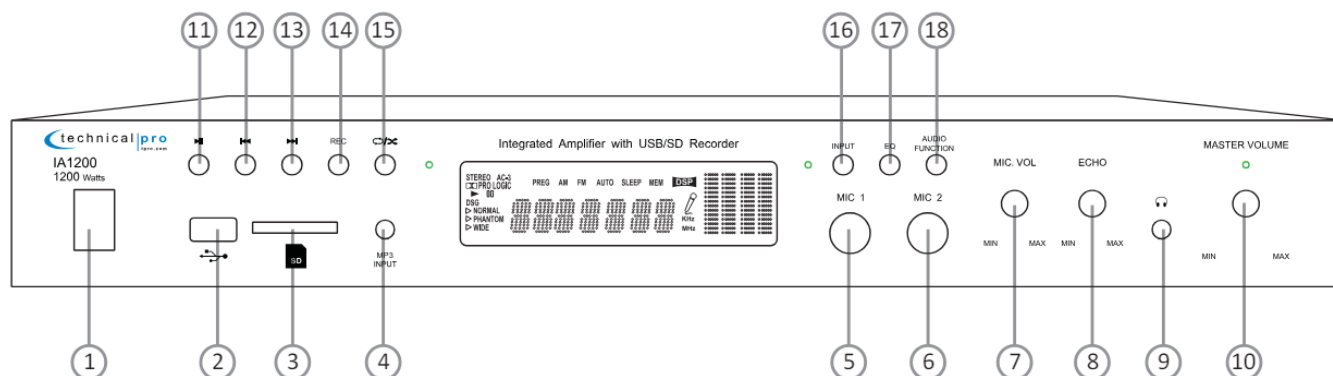 11 12 13 14 15 16 17 18
technical pro
tpro.com
IA1200
1200 Watts
REC
Integrated Amplifier with USB/SD Recorder
INPUT
EQ
AUDIO
FUNCTION
MIC. VOL
ECHO
MASTER VOLUME
STEREO AC-3
PRO LOGIC
DSG
NORMAL
PHANTOM
WIDE
PREG AM FM AUTO SLEEP MEM DSP
KHz
MHz
MIC 1
MIC 2
MIN MAX
MIN MAX
MIN MAX
SD
MP3
INPUT
1 2 3 4 5 6 7 8 9 10